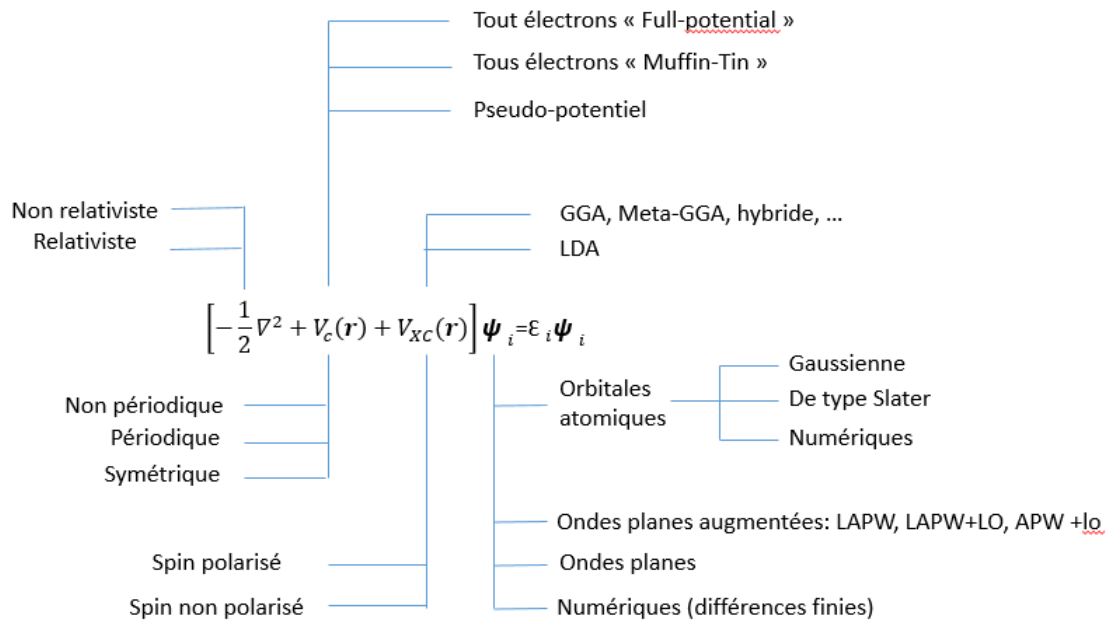 Tout électrons « Full-potential »
Tous électrons « Muffin-Tin »
Pseudo-potentiel
Non relativiste
Relativiste
GGA, Meta-GGA, hybride, ...
LDA
[-1/2 ∇² + V_c(r) + V_XC(r)] ψ_i=Ɛ_i ψ_i
Non périodique
Périodique
Symétrique
Orbitales
atomiques
Gaussienne
De type Slater
Numériques
Spin polarisé
Spin non polarisé
Ondes planes augmentées: LAPW, LAPW+LO, APW +lo
Ondes planes
Numériques (différences finies)